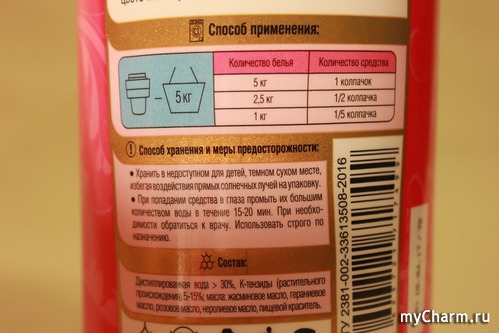 Способ применения:
Количество белья Количество средства
5 кг 5 кг 1 колпачок
2,5 кг 1/2 колпачка
1 кг 1/5 колпачка
Способ хранения и меры предосторожности:
• Хранить в недоступном для детей, темном сухом месте,
избегая воздействия прямых солнечных лучей на упаковку.
• При попадании средства в глаза промыть их большим
количеством воды в течение 15-20 мин. При необхо-
димости обратиться к врачу. Использовать строго по
назначению.
Состав:
Дистиллированная вода > 30%, К-тензиды (растительного
происхождения), 5-15%; масла: жасминовое масло, гераниевое
масло, розовое масло, неролиевое масло, пищевой краситель.
2381-002-33613508-2016
myCharm.ru